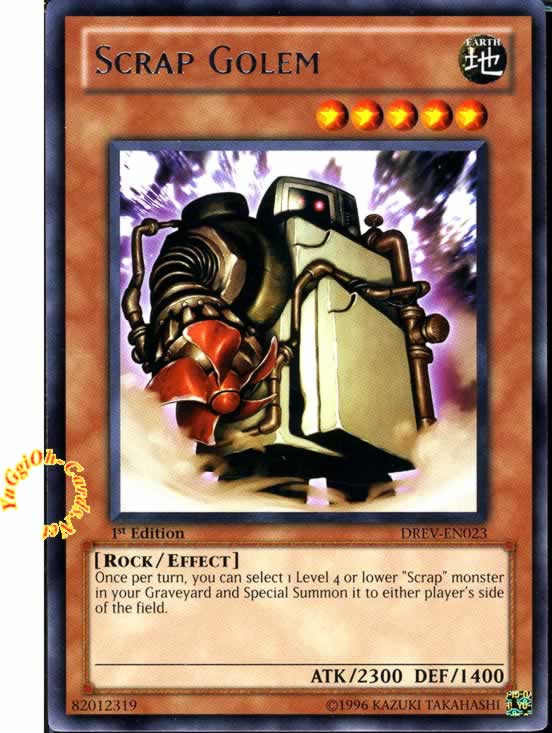 SCRAP GOLEM
EARTH
地
1st Edition
DREV-EN023
[ROCK/EFFECT]
Once per turn, you can select 1 Level 4 or lower "Scrap" monster
in your Graveyard and Special Summon it to either player's side
of the field.
ATK/2300 DEF/1400
82012319
©1996 KAZUKI TAKAHASHI
YuGgiOh-Cards.Net